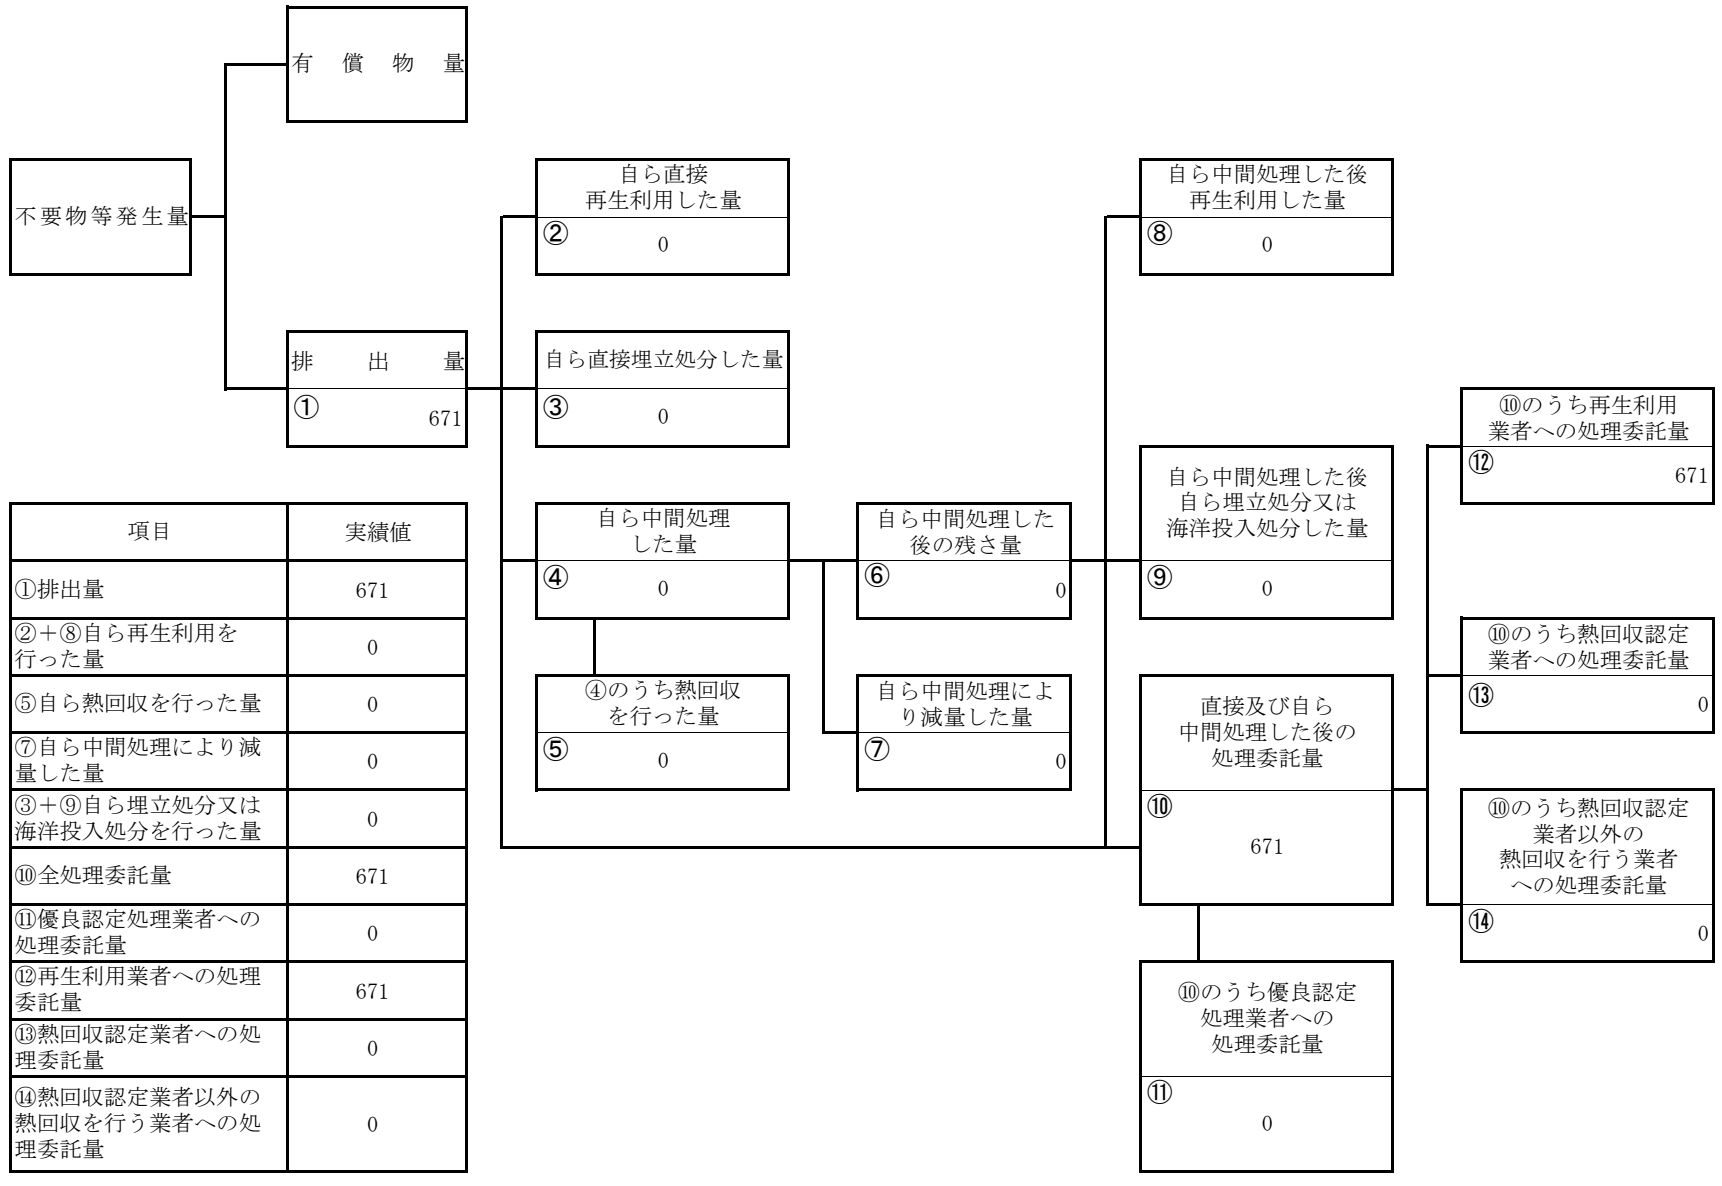 有償物量
不要物等発生量
排出量
①
671
自ら直接
再生利用した量
②
0
自ら直接埋立処分した量
③
0
自ら中間処理
した量
④
0
④のうち熱回収
を行った量
⑤
0
自ら中間処理した
後の残さ量
⑥
0
自ら中間処理によ
り減量した量
⑦
0
自ら中間処理した後
再生利用した量
⑧
0
自ら中間処理した後
自ら埋立処分又は
海洋投入処分した量
⑨
0
直接及び自ら
中間処理した後の
処理委託量
⑩
671
⑩のうち優良認定
処理業者への
処理委託量
⑪
0
⑩のうち再生利用
業者への処理委託量
⑫
671
⑩のうち熱回収認定
業者への処理委託量
⑬
0
⑩のうち熱回収認定
業者以外の
熱回収を行う業者
への処理委託量
⑭
0
項目 実績値
①排出量 671
②＋⑧自ら再生利用を
行った量 0
⑤自ら熱回収を行った量 0
⑦自ら中間処理により減
量した量 0
③＋⑨自ら埋立処分又は
海洋投入処分を行った量 0
⑩全処理委託量 671
⑪優良認定処理業者への
処理委託量 0
⑫再生利用業者への処理
委託量 671
⑬熱回収認定業者への処
理委託量 0
⑭熱回収認定業者以外の
熱回収を行う業者への処
理委託量 0